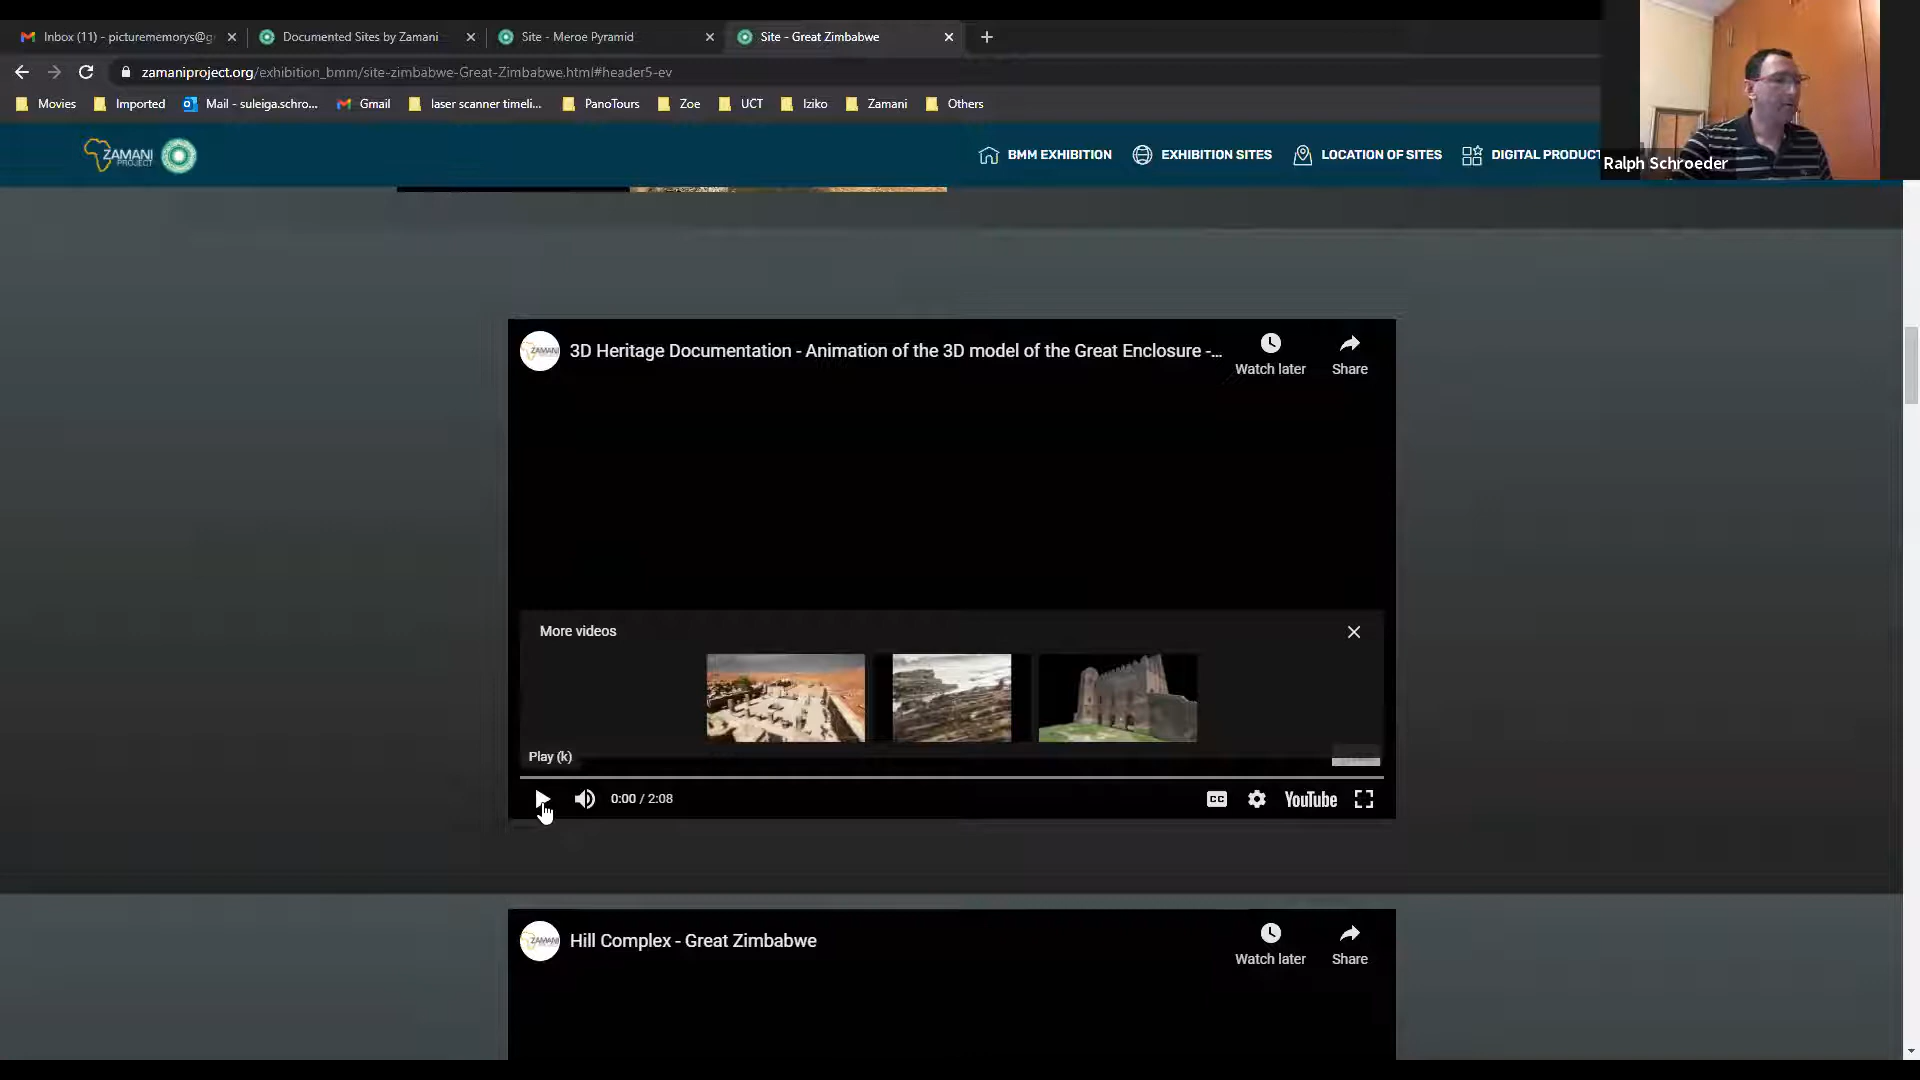 Inbox (11) - picturememorys@g
Documented Sites by Zamani
Site - Meroe Pyramid
Site - Great Zimbabwe
zamaniproject.org/exhibition_bmm/site-zimbabwe-Great-Zimbabwe.html#header5-ev
Movies
Imported
Mail - suleiga.schro...
Gmail
laser scanner timeli...
PanoTours
Zoe
UCT
Iziko
Zamani
Others
ZAMANI PROJECT
BMM EXHIBITION
EXHIBITION SITES
LOCATION OF SITES
DIGITAL PRODUCT
Ralph Schroeder
ZAMANI
3D Heritage Documentation - Animation of the 3D model of the Great Enclosure -...
Watch later
Share
More videos
Play (k)
0:00 / 2:08
CC
YouTube
ZAMANI
Hill Complex - Great Zimbabwe
Watch later
Share